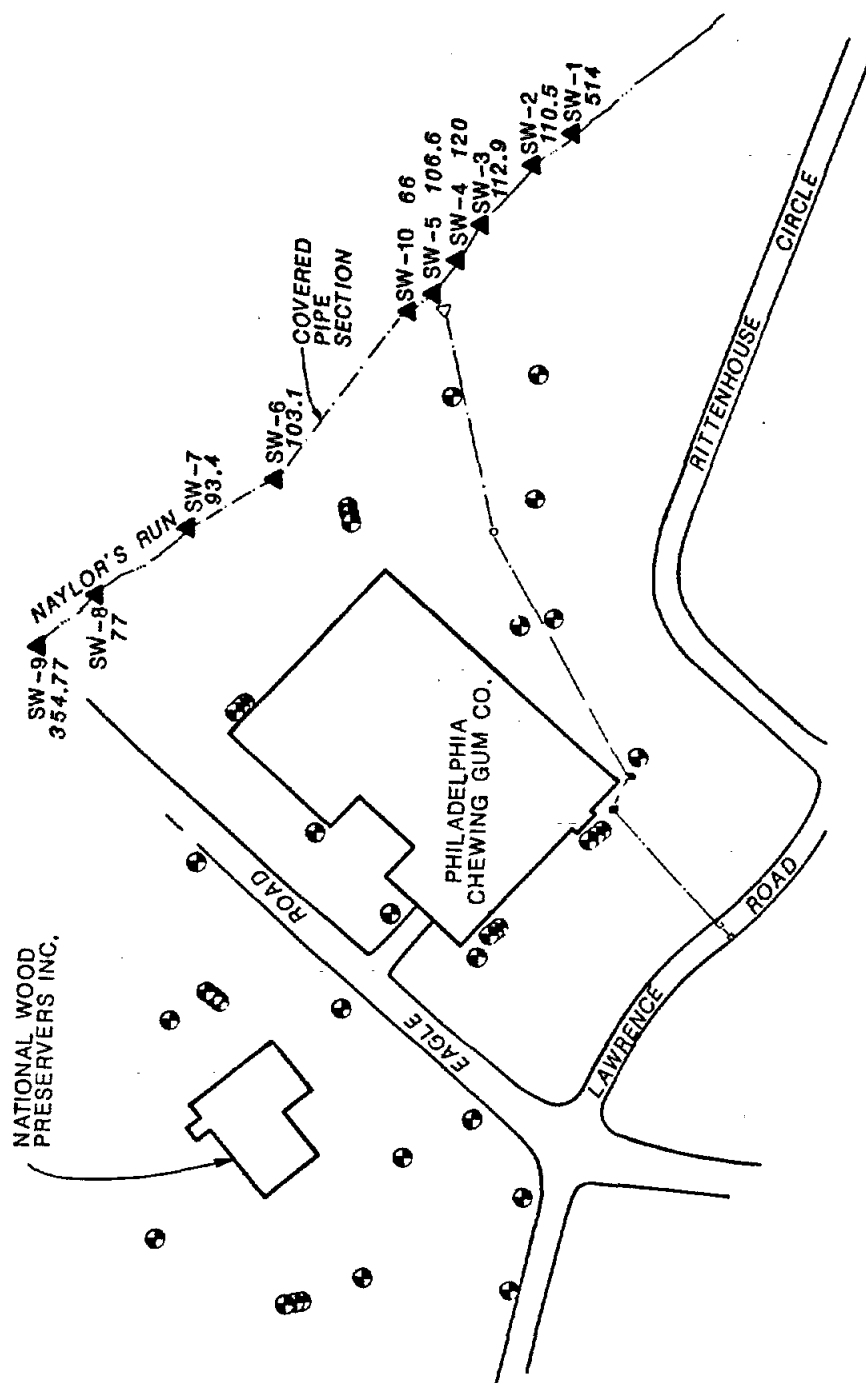 NATIONAL WOOD
PRESERVERS INC.
SW-9
354.77
NAYLOR'S RUN
SW-8
77
SW-7
93.4
SW-6
103.1
COVERED
PIPE
SECTION
SW-10 66
SW-5 106.6
SW-4 120
SW-3
112.9
SW-2
110.5
SW-1
514
EAGLE ROAD
PHILADELPHIA
CHEWING GUM CO.
LAWRENCE ROAD
RITTENHOUSE CIRCLE